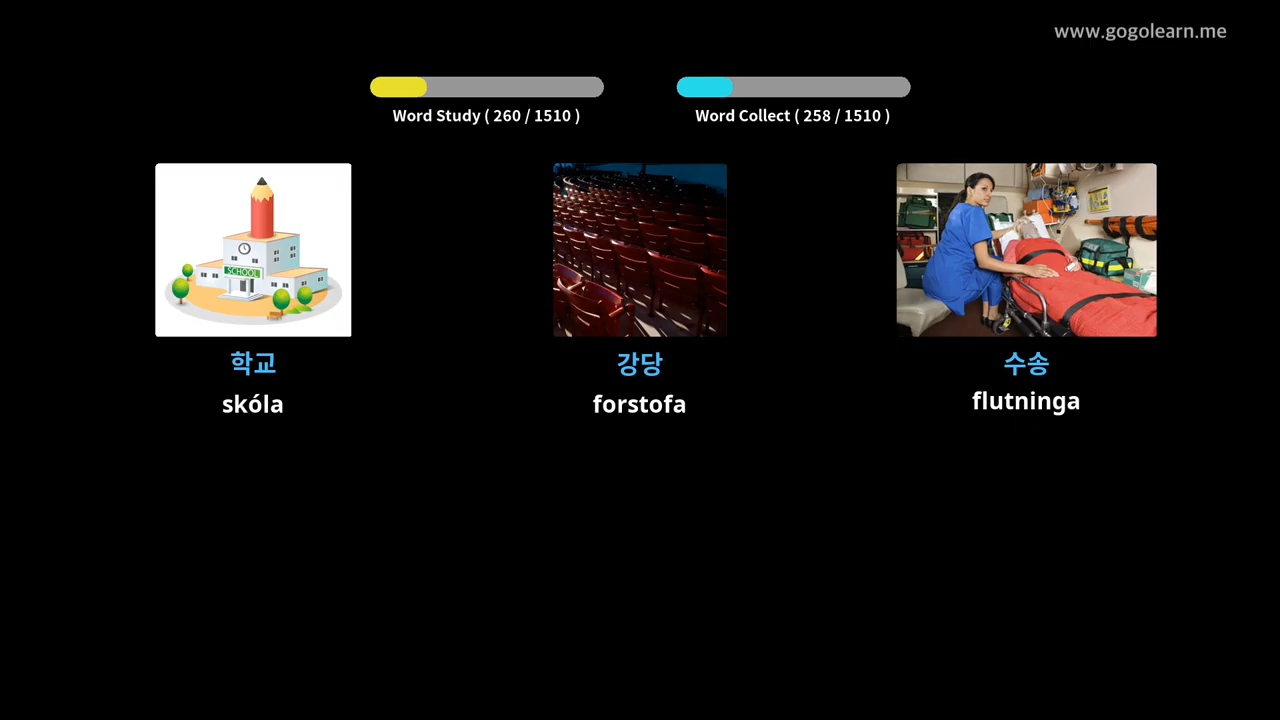 www.gogolearn.me
Word Study ( 260 / 1510 )
Word Collect ( 258 / 1510 )
SCHOOL
학교
강당
수송
skóla
forstofa
flutninga